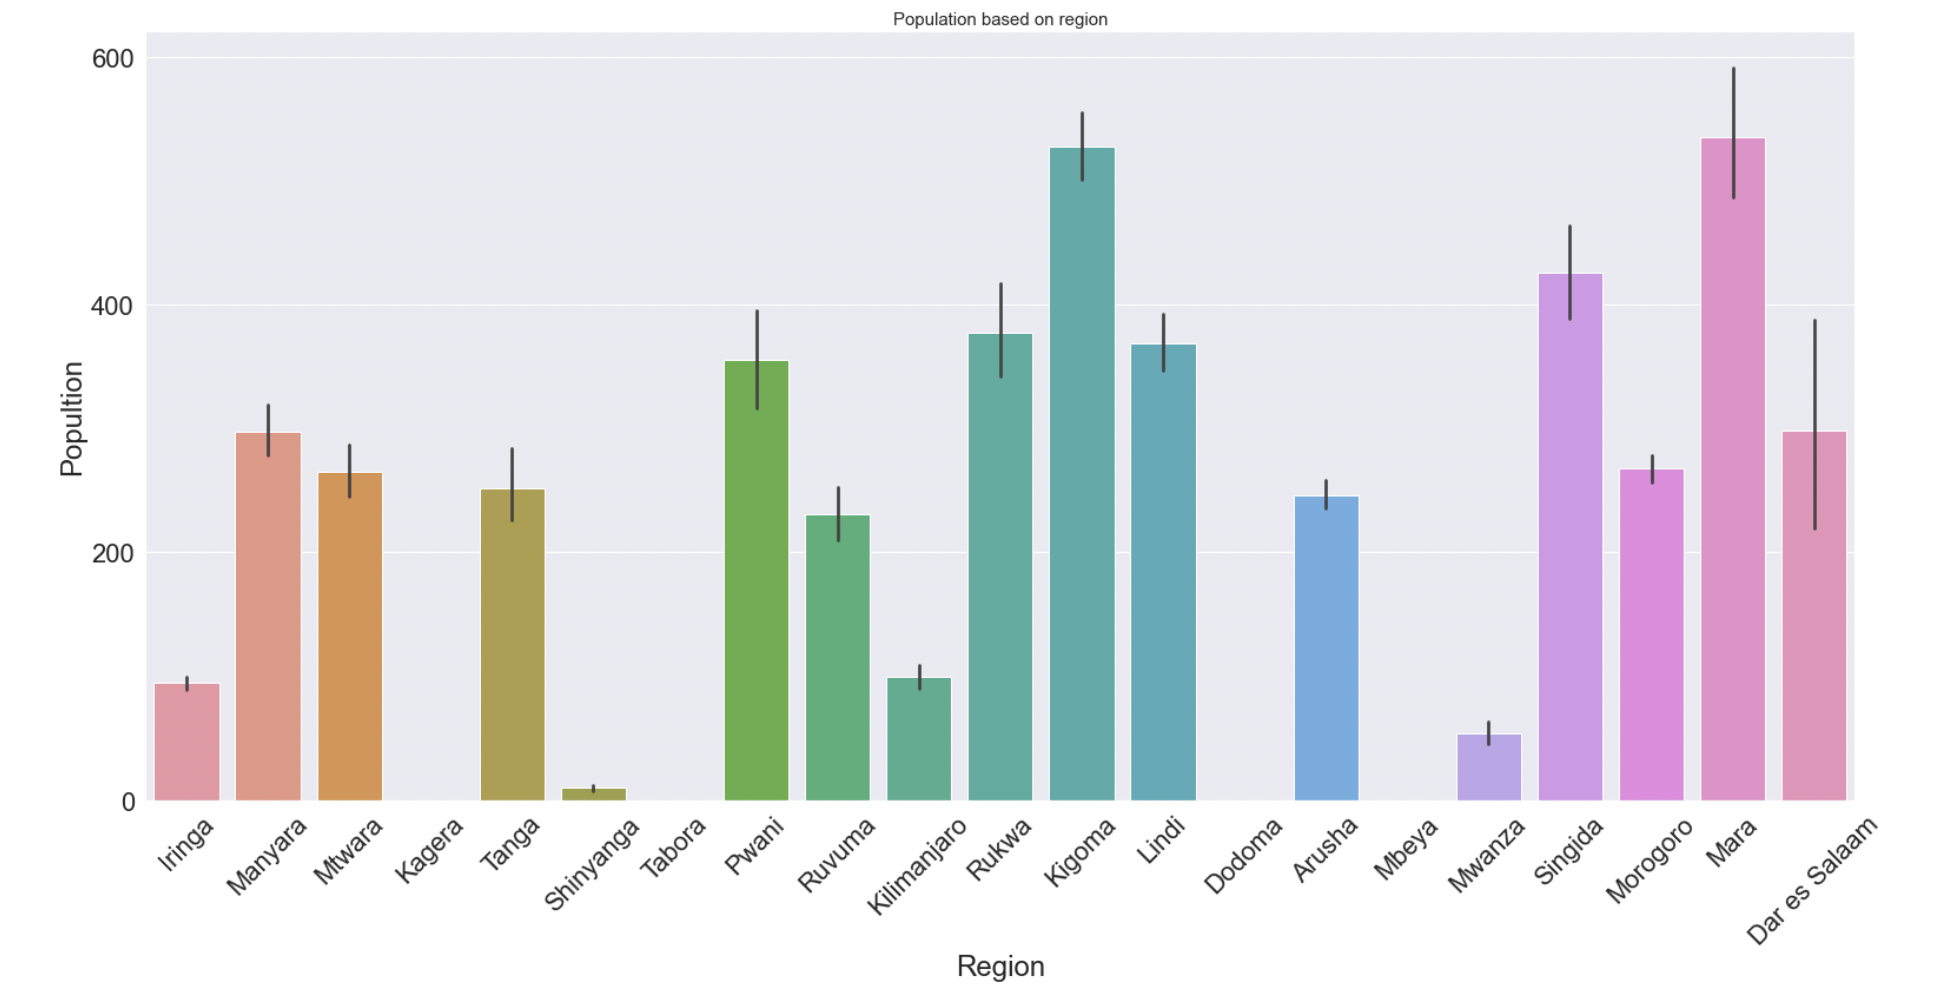 Population based on region
600
400
200
0
Popultion
Iringa
Manyara
Mtwara
Kagera
Tanga
Shinyanga
Tabora
Pwani
Ruvuma
Kilimanjaro
Rukwa
Kigoma
Lindi
Dodoma
Arusha
Mbeya
Mwanza
Singida
Morogoro
Mara
Dar es Salaam
Region